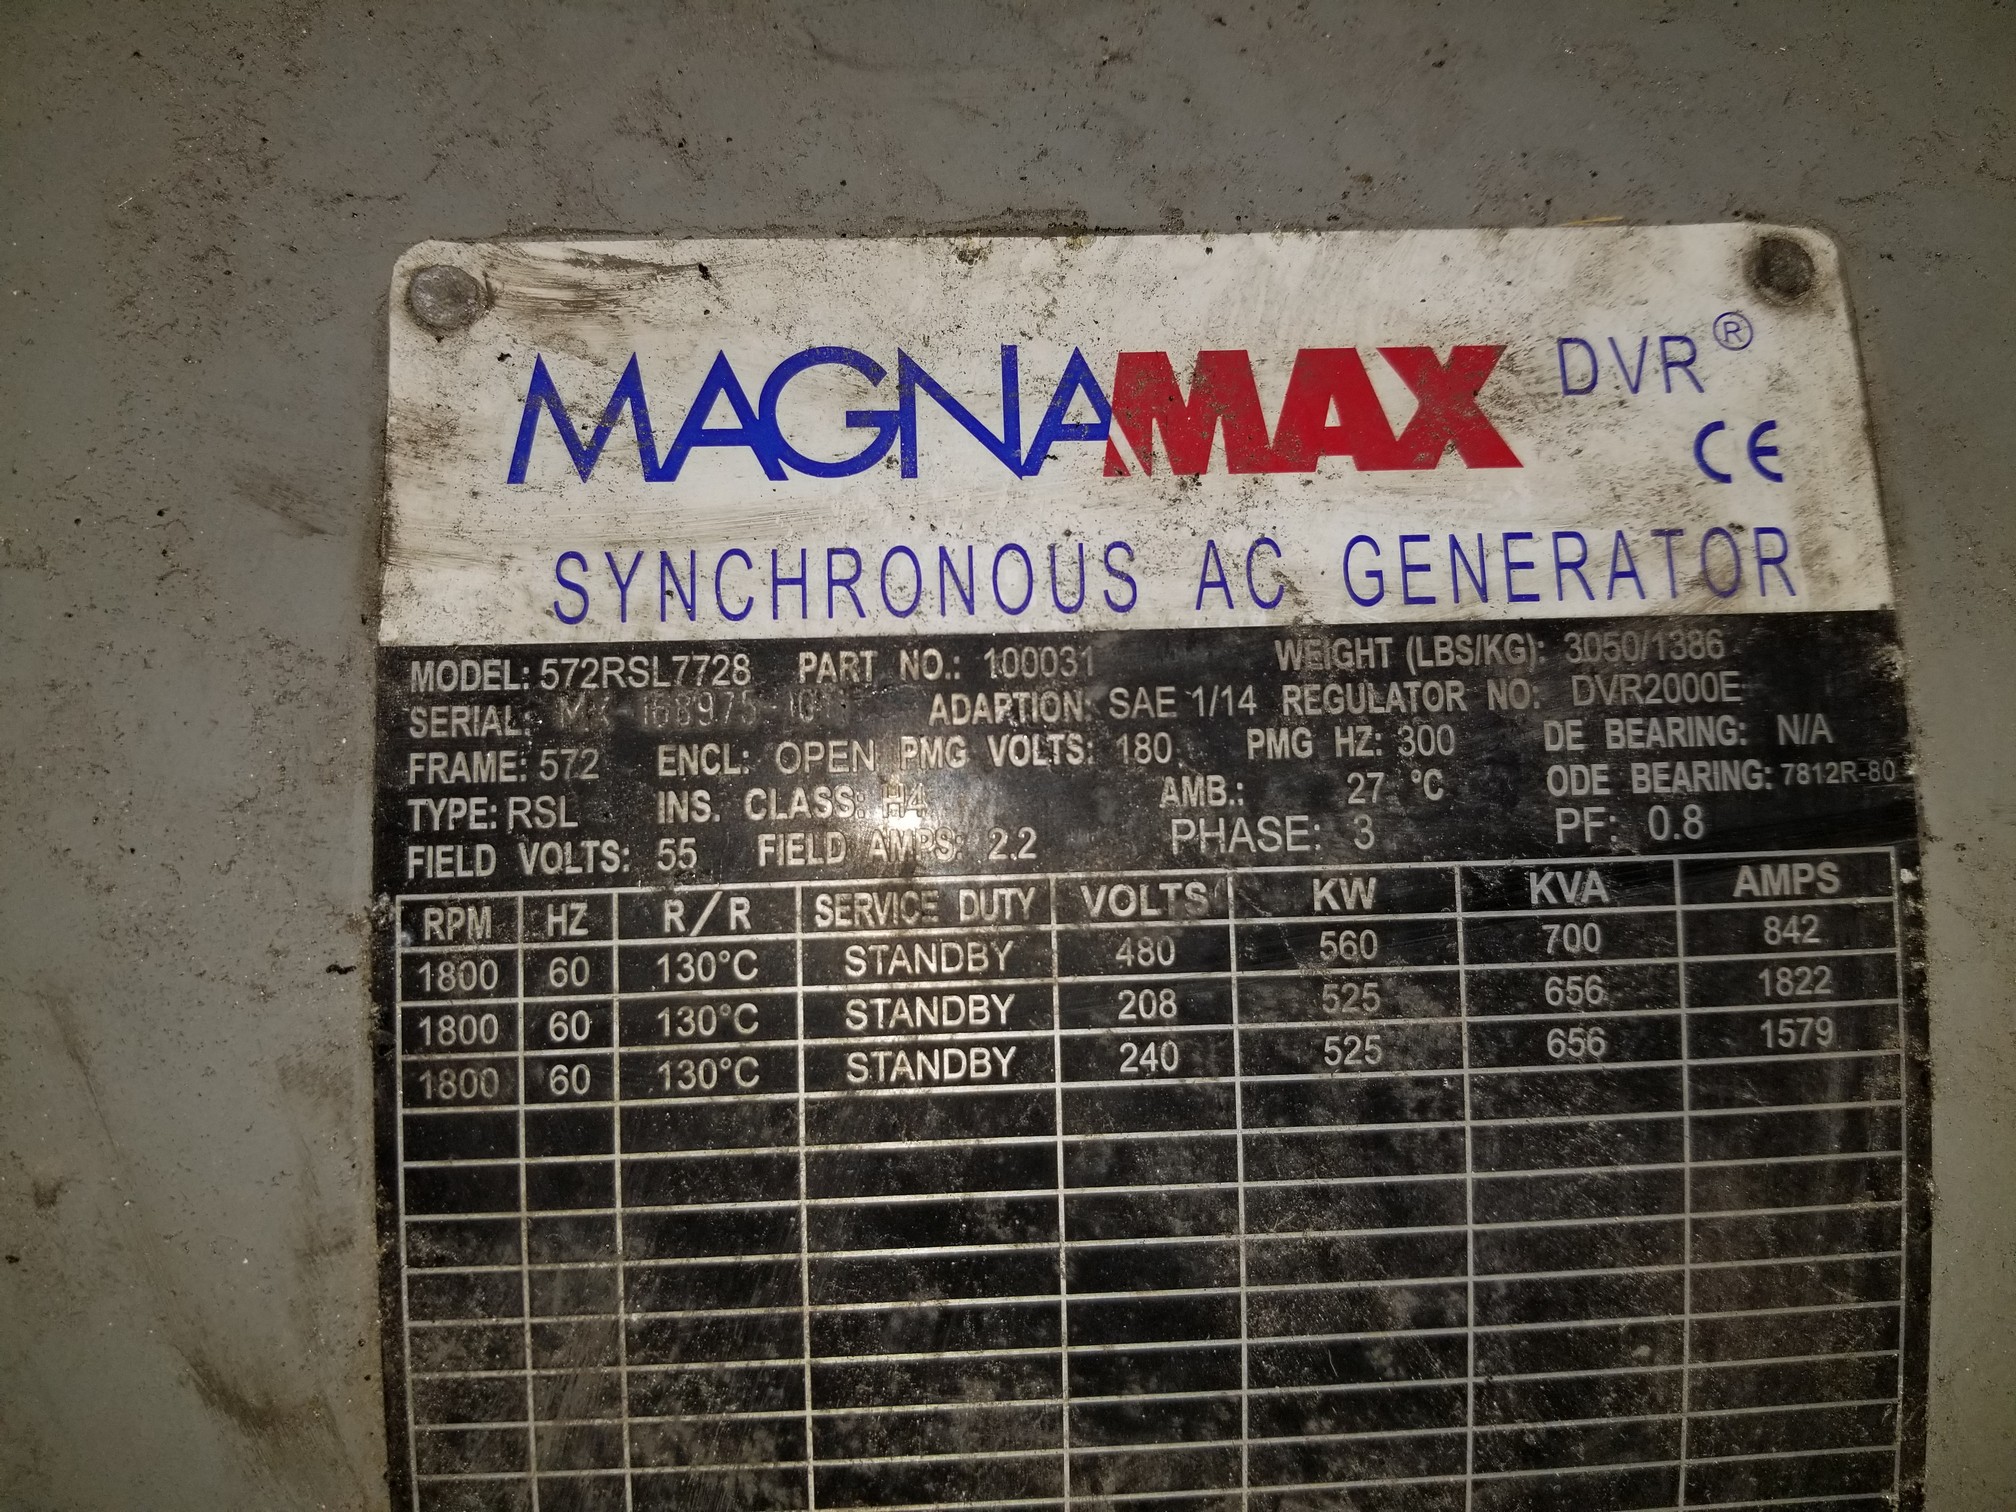 MAGNAMAX DVR®
CE
SYNCHRONOUS AC GENERATOR
MODEL: 572RSL7728 PART NO.: 100031 WEIGHT (LBS/KG): 3050/1386
SERIAL: ADAPTION: SAE 1/14 REGULATOR NO: DVR2000E
FRAME: 572 ENCL: OPEN PMG VOLTS: 180 PMG HZ: 300 DE BEARING: N/A
TYPE: RSL INS. CLASS: H4 AMB.: 27 °C ODE BEARING: 7812R-80
FIELD VOLTS: 55 FIELD AMPS: 2.2 PHASE: 3 PF: 0.8
RPM HZ R/R SERVICE DUTY VOLTS KW KVA AMPS
1800 60 130°C STANDBY 480 560 700 842
1800 60 130°C STANDBY 208 525 656 1822
1800 60 130°C STANDBY 240 525 656 1579